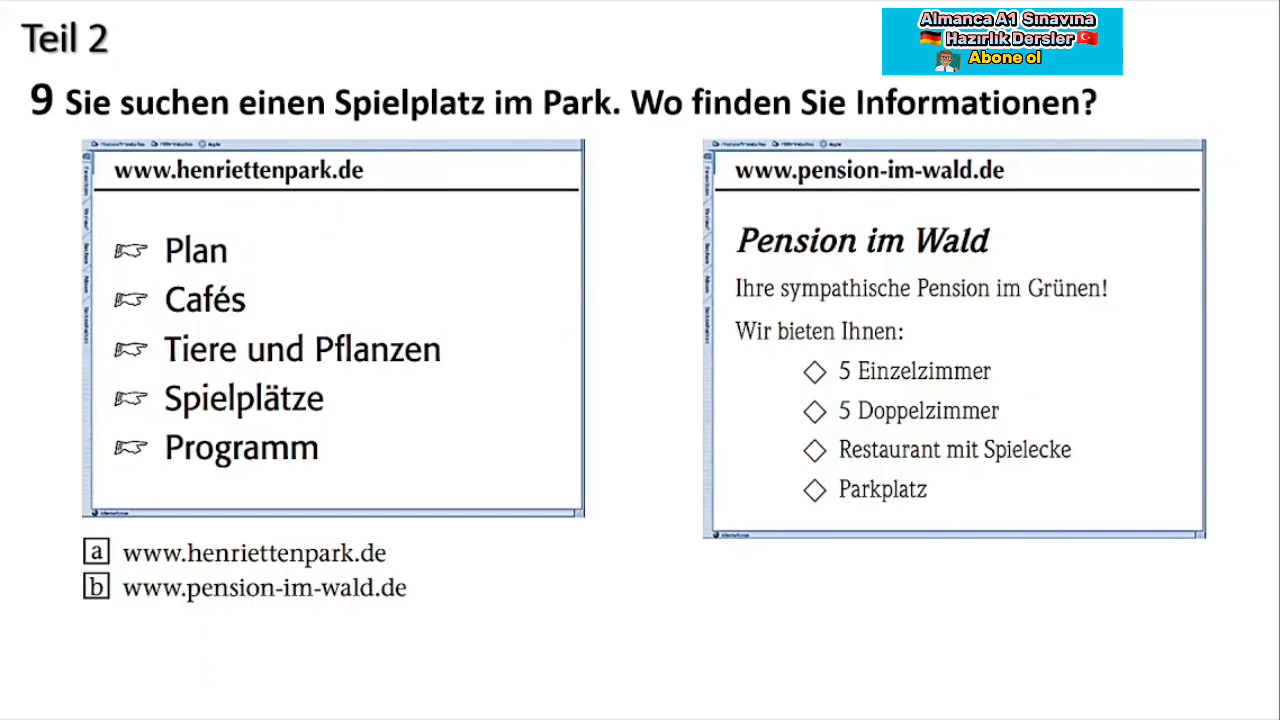 Teil 2
Almanca A1 Sınavına
Hazırlık Dersler
Abone ol
9 Sie suchen einen Spielplatz im Park. Wo finden Sie Informationen?
www.henriettenpark.de
Plan
Cafés
Tiere und Pflanzen
Spielplätze
Programm
www.pension-im-wald.de
Pension im Wald
Ihre sympathische Pension im Grünen!
Wir bieten Ihnen:
5 Einzelzimmer
5 Doppelzimmer
Restaurant mit Spielecke
Parkplatz
a www.henriettenpark.de
b www.pension-im-wald.de